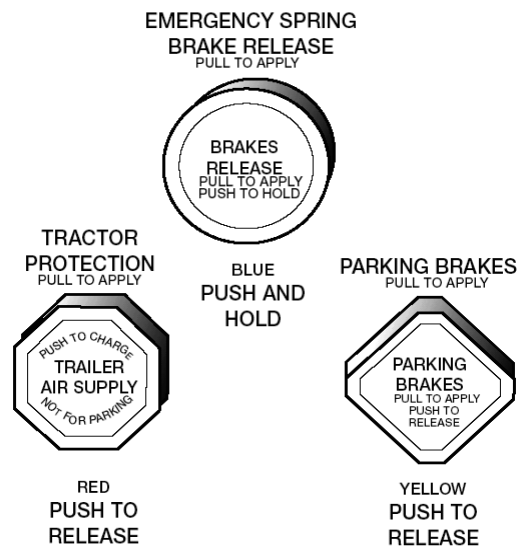 EMERGENCY SPRING
BRAKE RELEASE
PULL TO APPLY
BRAKES
RELEASE
PULL TO APPLY
PUSH TO HOLD
BLUE
PUSH AND
HOLD
TRACTOR
PROTECTION
PULL TO APPLY
PUSH TO CHARGE
TRAILER
AIR SUPPLY
NOT FOR PARKING
RED
PUSH TO
RELEASE
PARKING BRAKES
PULL TO APPLY
PARKING
BRAKES
PULL TO APPLY
PUSH TO
RELEASE
YELLOW
PUSH TO
RELEASE